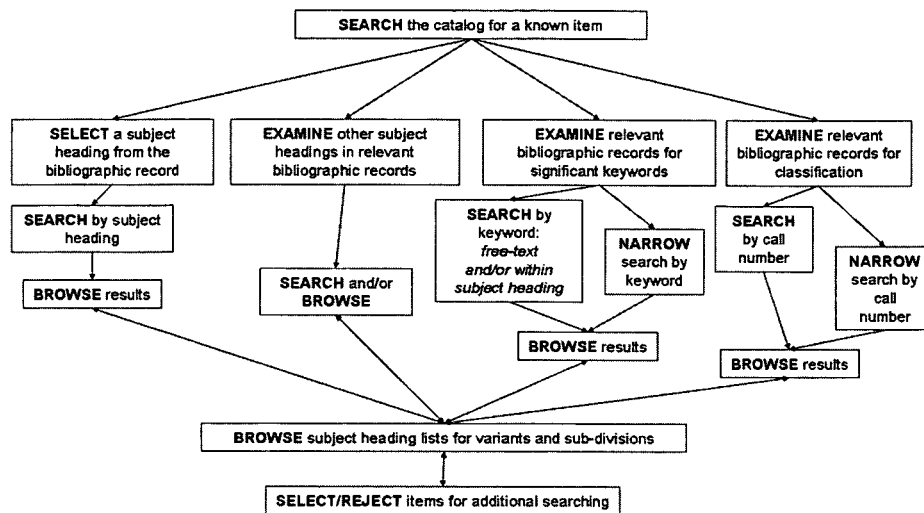 SEARCH the catalog for a known item
SELECT a subject
heading from the
bibliographic record
EXAMINE other subject
headings in relevant
bibliographic records
EXAMINE relevant
bibliographic records for
significant keywords
EXAMINE relevant
bibliographic records for
classification
SEARCH by subject
heading
SEARCH by
keyword:
free-text
and/or within
subject heading
NARROW
search by
keyword
SEARCH
by call
number
NARROW
search by
call
number
BROWSE results
SEARCH and/or
BROWSE
BROWSE results
BROWSE results
BROWSE subject heading lists for variants and sub-divisions
SELECT/REJECT items for additional searching